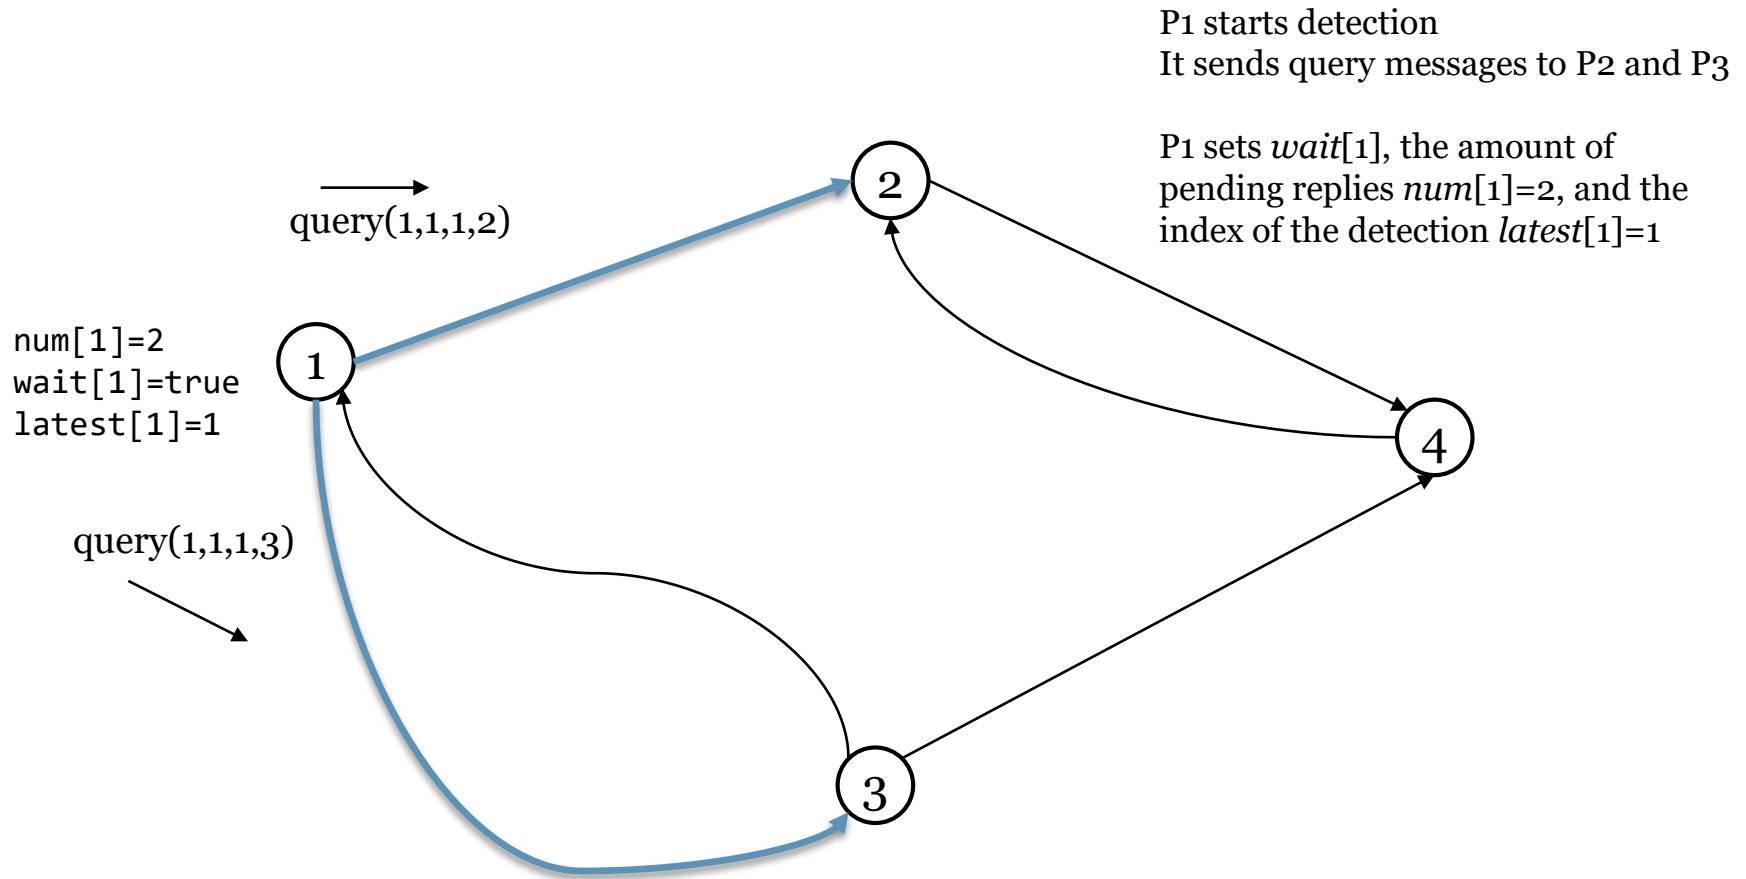 P1 starts detection
It sends query messages to P2 and P3
P1 sets wait[1], the amount of
pending replies num[1]=2, and the
index of the detection latest[1]=1
2
query(1,1,1,2)
num[1]=2
wait[1]=true
latest[1]=1
1
4
query(1,1,1,3)
3